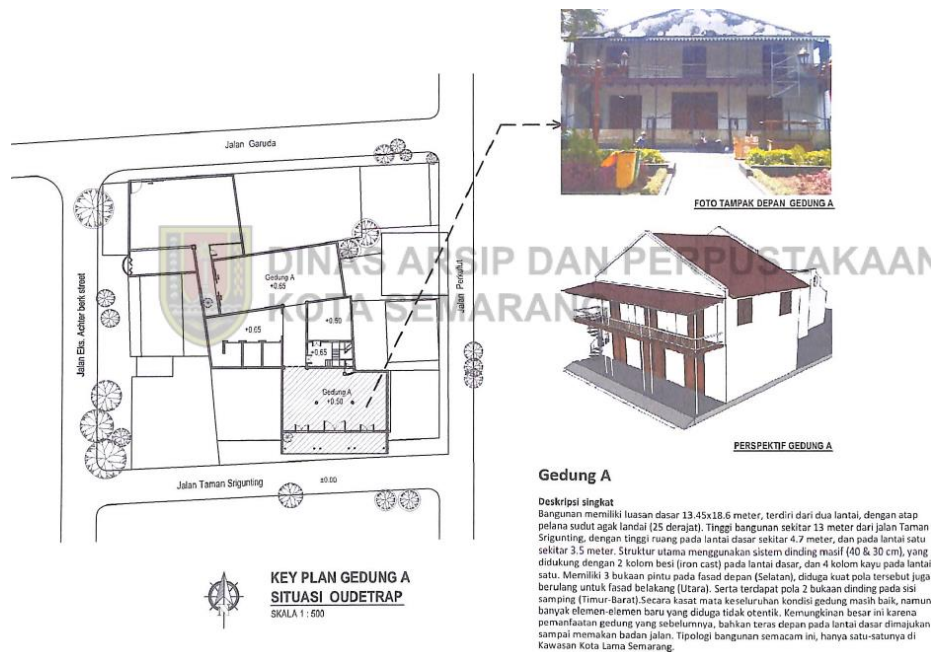 Jalan Garuda
Gedung A
+0.65
+0.65
+0.60
+0.65
Gedung A
+0.50
Jalan Eks. Achter berk street
Jalan Perkutut
Jalan Taman Srigunting
±0.00
DINAS ARSIP DAN PERPUSTAKAAN
KOTA SEMARANG
KEY PLAN GEDUNG A
SITUASI OUDETRAP
SKALA 1 : 500
FOTO TAMPAK DEPAN GEDUNG A
PERSPEKTIF GEDUNG A
Gedung A
Deskripsi singkat
Bangunan memiliki luasan dasar 13.45x18.6 meter, terdiri dari dua lantai, dengan atap
pelana sudut agak landai (25 derajat). Tinggi bangunan sekitar 13 meter dari jalan Taman
Srigunting, dengan tinggi ruang pada lantai dasar sekitar 4.7 meter, dan pada lantai satu
sekitar 3.5 meter. Struktur utama menggunakan sistem dinding masif (40 & 30 cm), yang
didukung dengan 2 kolom besi (iron cast) pada lantai dasar, dan 4 kolom kayu pada lantai
satu. Memiliki 3 bukaan pintu pada fasad depan (Selatan), diduga kuat pola tersebut juga
berulang untuk fasad belakang (Utara). Serta terdapat pola 2 bukaan dinding pada sisi
samping (Timur-Barat).Secara kasat mata keseluruhan kondisi gedung masih baik, namun
banyak elemen-elemen baru yang diduga tidak otentik. Kemungkinan besar ini karena
pemanfaatan gedung yang sebelumnya, bahkan teras depan pada lantai dasar dimajukan
sampai memakan badan jalan. Tipologi bangunan semacam ini, hanya satu-satunya di
Kawasan Kota Lama Semarang.